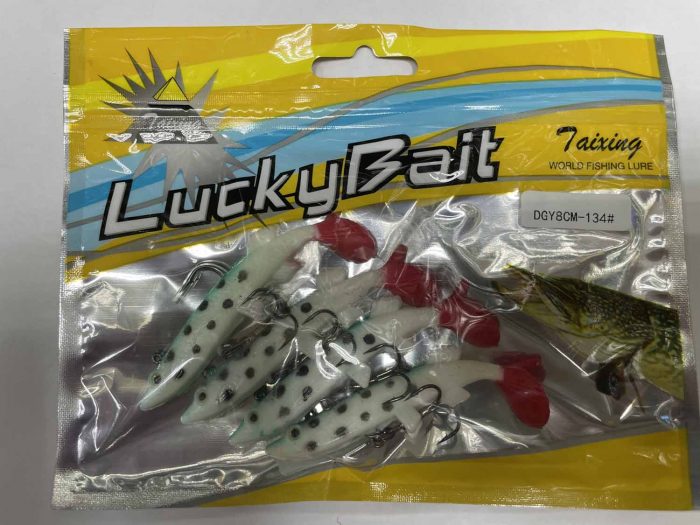 LuckyBait
Taixing
WORLD FISHING LURE
DGY8CM-134#